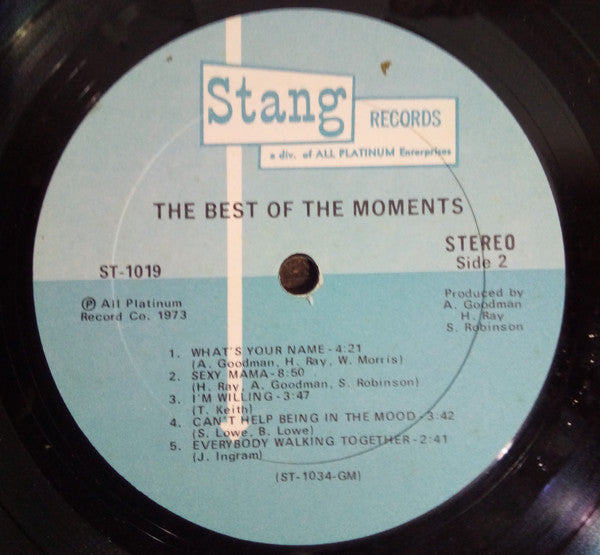 Stang
RECORDS
a div. of ALL PLATINUM Enterprises
THE BEST OF THE MOMENTS
STEREO
ST-1019
Side 2
Ⓟ All Platinum
Record Co. 1973
Produced by
A. Goodman
H. Ray
S. Robinson
1. WHAT'S YOUR NAME - 4:21
(A. Goodman, H. Ray, W. Morris)
2. SEXY MAMA - 8:50
(H. Ray, A. Goodman, S. Robinson)
3. I'M WILLING - 3:47
(T. Keith)
4. CAN'T HELP BEING IN THE MOOD - 3:42
(S. Lowe, B. Lowe)
5. EVERYBODY WALKING TOGETHER - 2:41
(J. Ingram)
(ST-1034-GM)